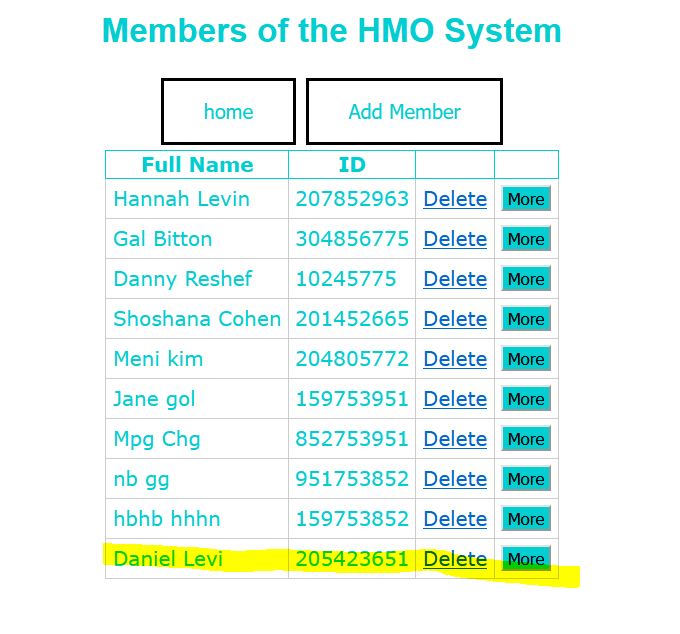 Members of the HMO System
home Add Member
Full Name ID
Hannah Levin 207852963 Delete More
Gal Bitton 304856775 Delete More
Danny Reshef 10245775 Delete More
Shoshana Cohen 201452665 Delete More
Meni kim 204805772 Delete More
Jane gol 159753951 Delete More
Mpg Chg 852753951 Delete More
nb gg 951753852 Delete More
hbhb hhhn 159753852 Delete More
Daniel Levi 205423651 Delete More